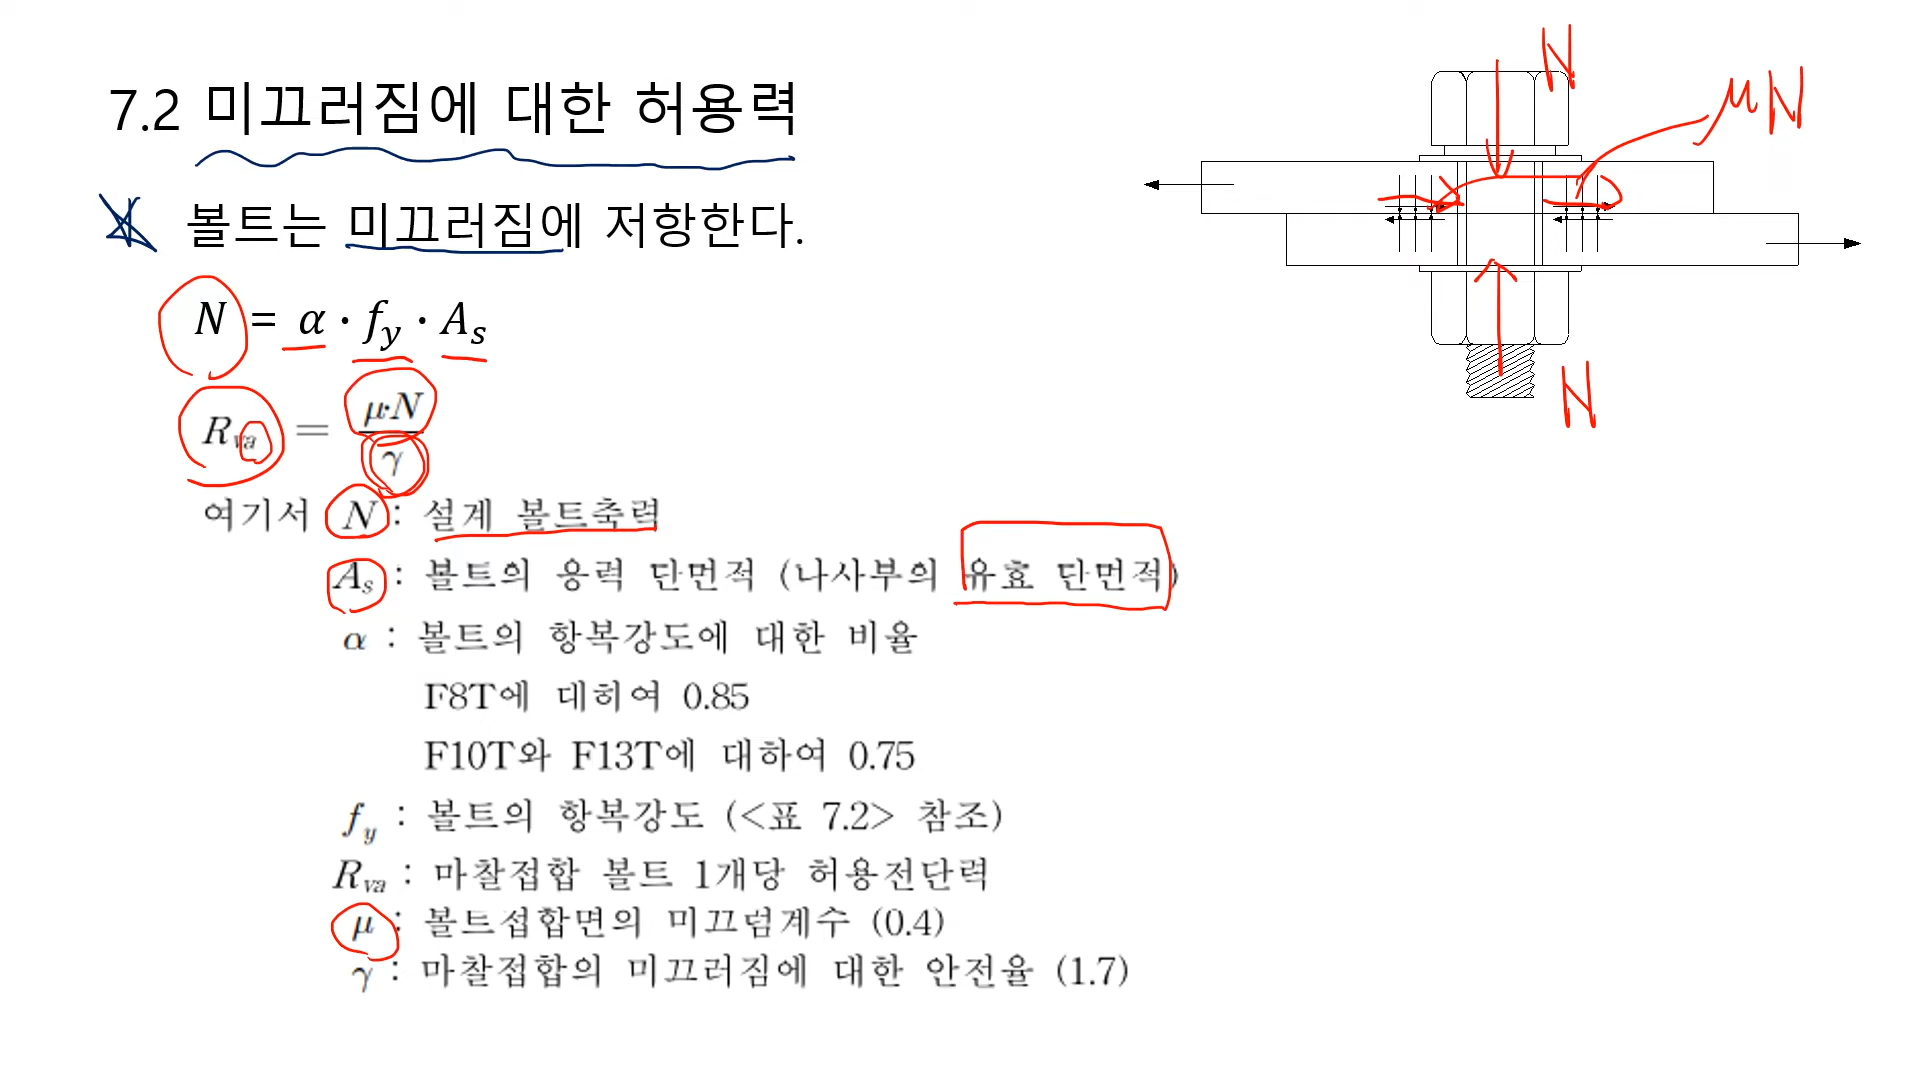 7.2 미끄러짐에 대한 허용력
볼트는 미끄러짐에 저항한다.
N = α · f_y · A_s
R_va = μ·N / γ
여기서 N : 설계 볼트축력
A_s : 볼트의 응력 단면적 (나사부의 유효 단면적)
α : 볼트의 항복강도에 대한 비율
F8T에 대하여 0.85
F10T와 F13T에 대하여 0.75
f_y : 볼트의 항복강도 (<표 7.2> 참조)
R_va : 마찰접합 볼트 1개당 허용전단력
μ : 볼트접합면의 미끄럼계수 (0.4)
γ : 마찰접합의 미끄러짐에 대한 안전율 (1.7)
N
μN
N